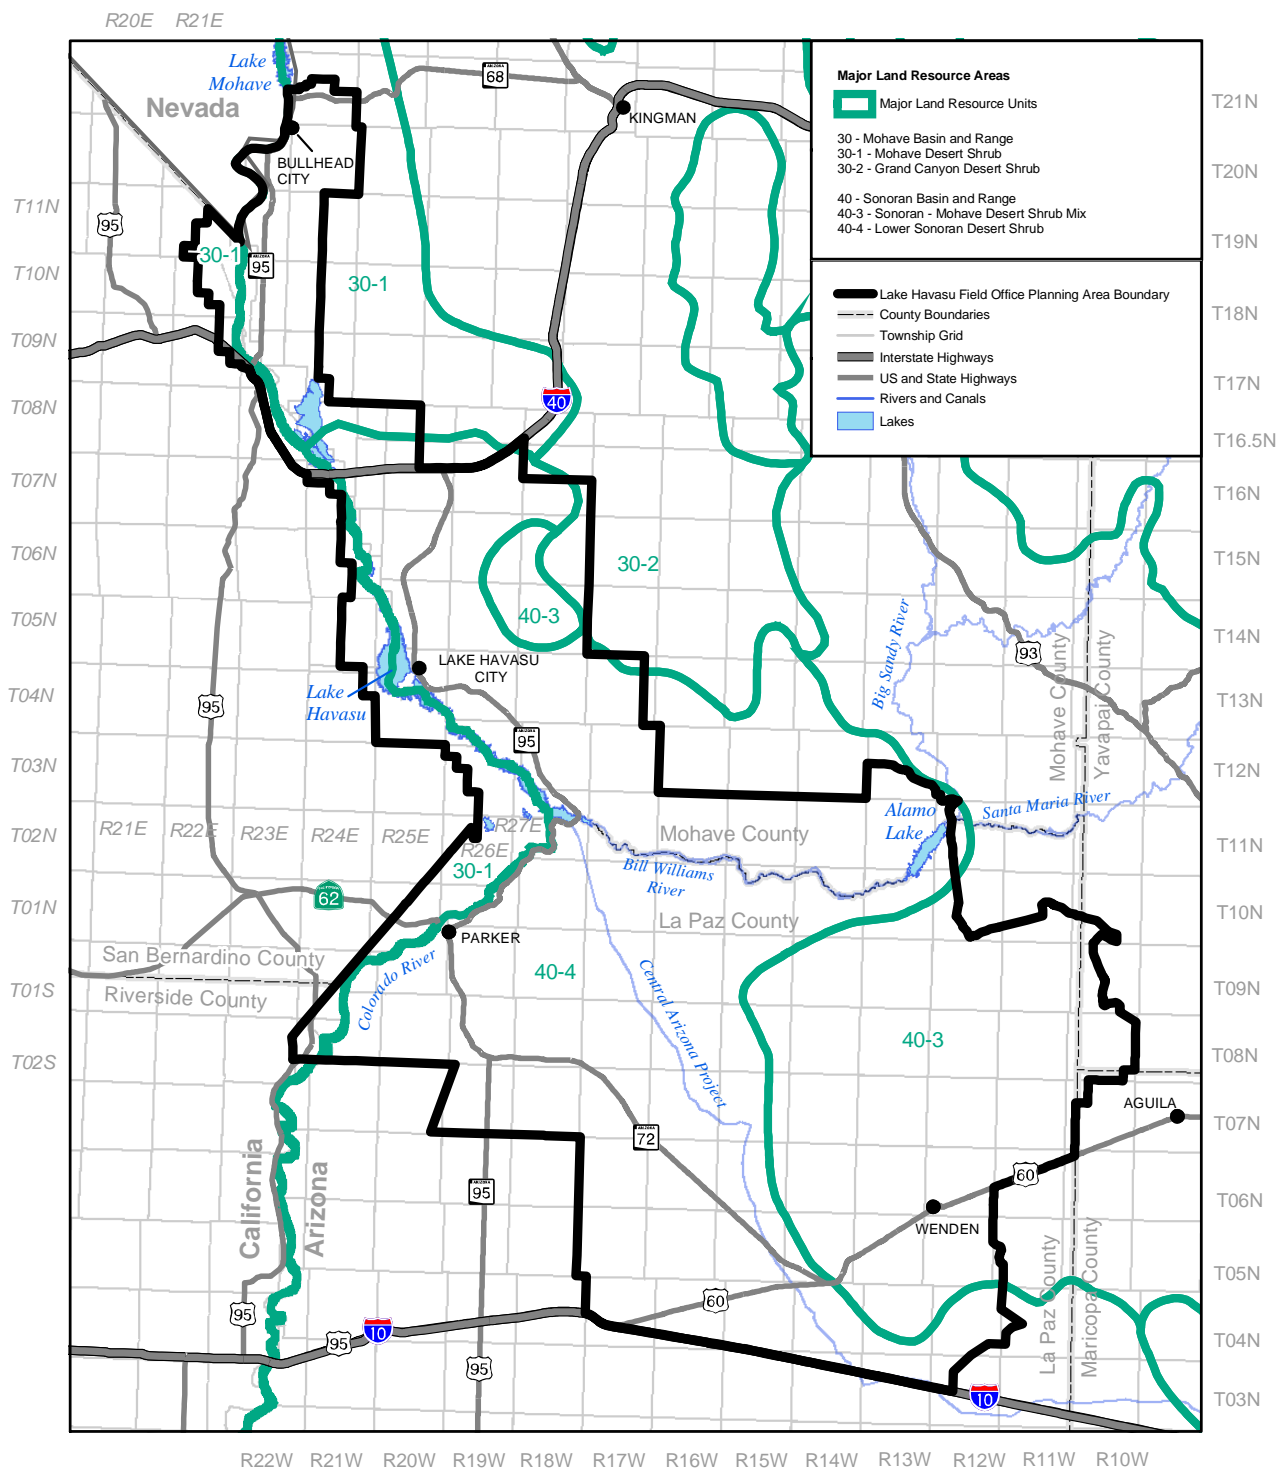 R20E R21E
Lake
Mohave
Nevada
ARIZONA
68
KINGMAN
BULLHEAD
CITY
95
30-1
ARIZONA
95
30-1
Major Land Resource Areas
Major Land Resource Units
30 - Mohave Basin and Range
30-1 - Mohave Desert Shrub
30-2 - Grand Canyon Desert Shrub
40 - Sonoran Basin and Range
40-3 - Sonoran - Mohave Desert Shrub Mix
40-4 - Lower Sonoran Desert Shrub
Lake Havasu Field Office Planning Area Boundary
County Boundaries
Township Grid
Interstate Highways
US and State Highways
Rivers and Canals
Lakes
T11N
T10N
T09N
T08N
T07N
T06N
T05N
T04N
T03N
T02N
T01N
T01S
T02S
T21N
T20N
T19N
T18N
T17N
T16.5N
T16N
T15N
T14N
T13N
T12N
T11N
T10N
T09N
T08N
T07N
T06N
T05N
T04N
T03N
40
30-2
40-3
LAKE HAVASU
CITY
Lake
Havasu
95
ARIZONA
95
Big Sandy River
93
Mohave County
Yavapai County
Alamo
Lake
Santa Maria River
R21E R22E R23E R24E R25E R27E
R26E
30-1
Mohave County
Bill Williams
River
La Paz County
CALIFORNIA
62
PARKER
San Bernardino County
Riverside County
Colorado River
40-4
Central Arizona Project
40-3
AGUILA
ARIZONA
72
60
California
Arizona
ARIZONA
95
WENDEN
La Paz County
Maricopa County
60
95
95
10
95
10
R22W R21W R20W R19W R18W R17W R16W R15W R14W R13W R12W R11W R10W